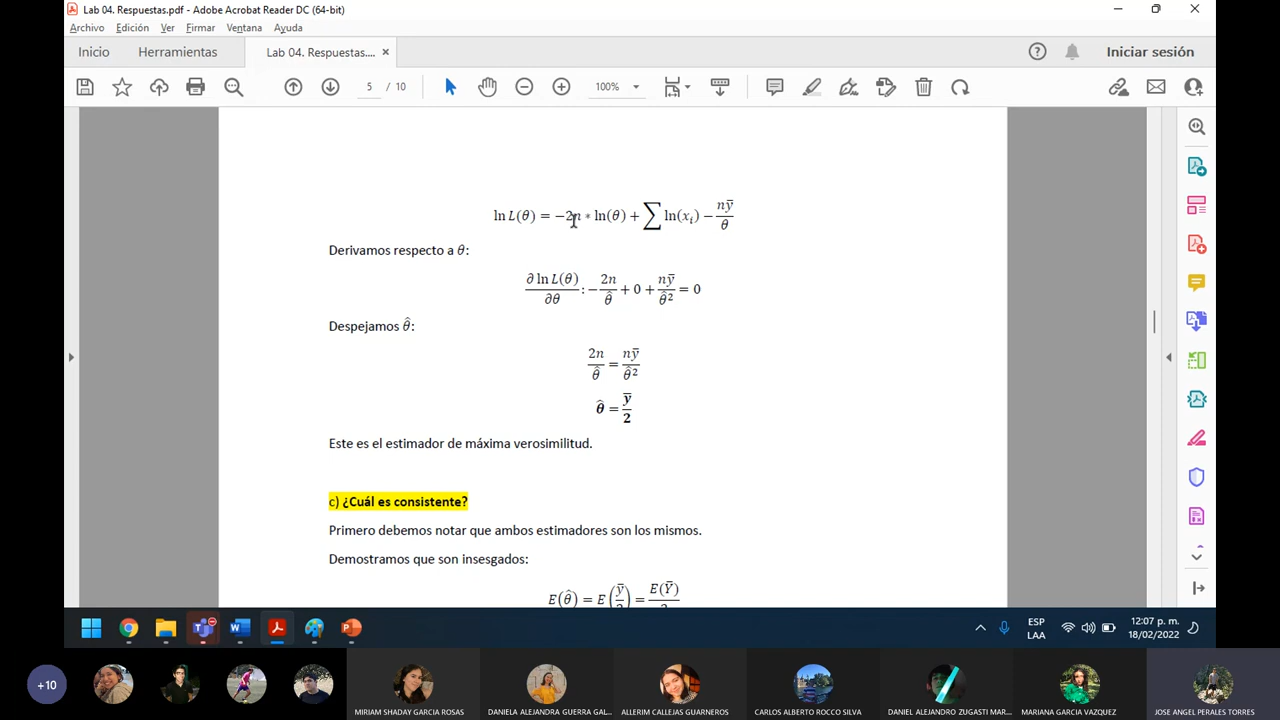 Lab 04. Respuestas.pdf - Adobe Acrobat Reader DC (64-bit)
Archivo Edición Ver Firmar Ventana Ayuda
Inicio Herramientas Lab 04. Respuestas.... × Iniciar sesión
5 / 10 100%
ln L(θ) = −2n * ln(θ) + ∑ ln(xᵢ) − nȳ/θ
Derivamos respecto a θ:
∂ ln L(θ)/∂θ : − 2n/θ̂ + 0 + nȳ/θ̂² = 0
Despejamos θ̂:
2n/θ̂ = nȳ/θ̂²
θ̂ = ȳ/2
Este es el estimador de máxima verosimilitud.
c) ¿Cuál es consistente?
Primero debemos notar que ambos estimadores son los mismos.
Demostramos que son insesgados:
E(θ̂) = E(ȳ/2) = E(Ȳ)/2
ESP
LAA
12:07 p. m.
18/02/2022
+10
MIRIAM SHADAY GARCIA ROSAS
DANIELA ALEJANDRA GUERRA GAL...
ALLERIM CALLEJAS GUARNEROS
CARLOS ALBERTO ROCCO SILVA
DANIEL ALEJANDRO ZUGASTI MAR...
MARIANA GARCIA VAZQUEZ
JOSE ANGEL PERALES TORRES